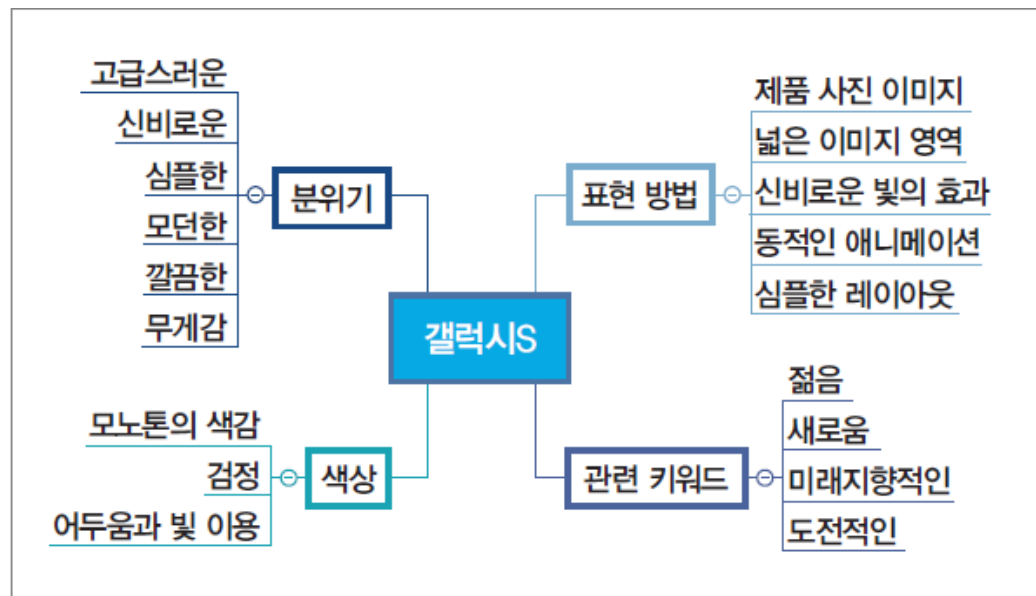 고급스러운
신비로운
심플한
모던한
깔끔한
무게감
분위기
제품 사진 이미지
넓은 이미지 영역
신비로운 빛의 효과
동적인 애니메이션
심플한 레이아웃
표현 방법
갤럭시S
모노톤의 색감
검정
어두움과 빛 이용
색상
젊음
새로움
미래지향적인
도전적인
관련 키워드